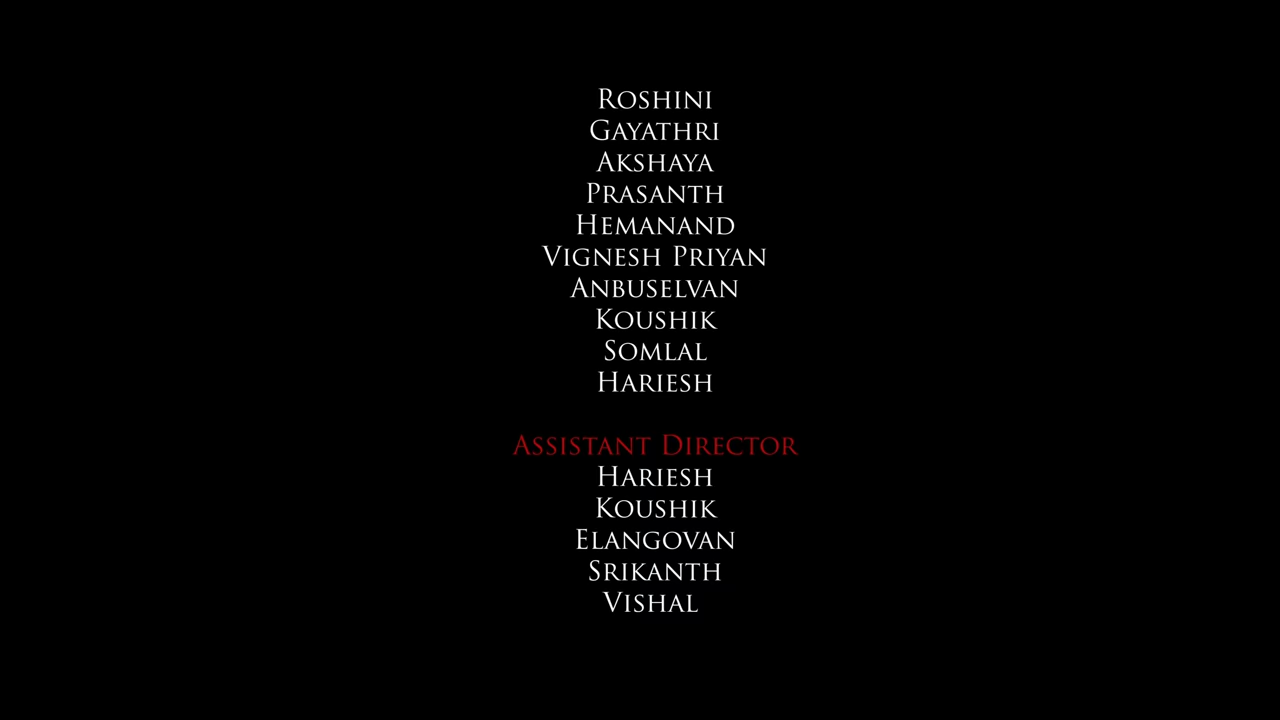 Roshini
Gayathri
Akshaya
Prasanth
Hemanand
Vignesh Priyan
Anbuselvan
Koushik
Somlal
Hariesh
Assistant Director
Hariesh
Koushik
Elangovan
Srikanth
Vishal